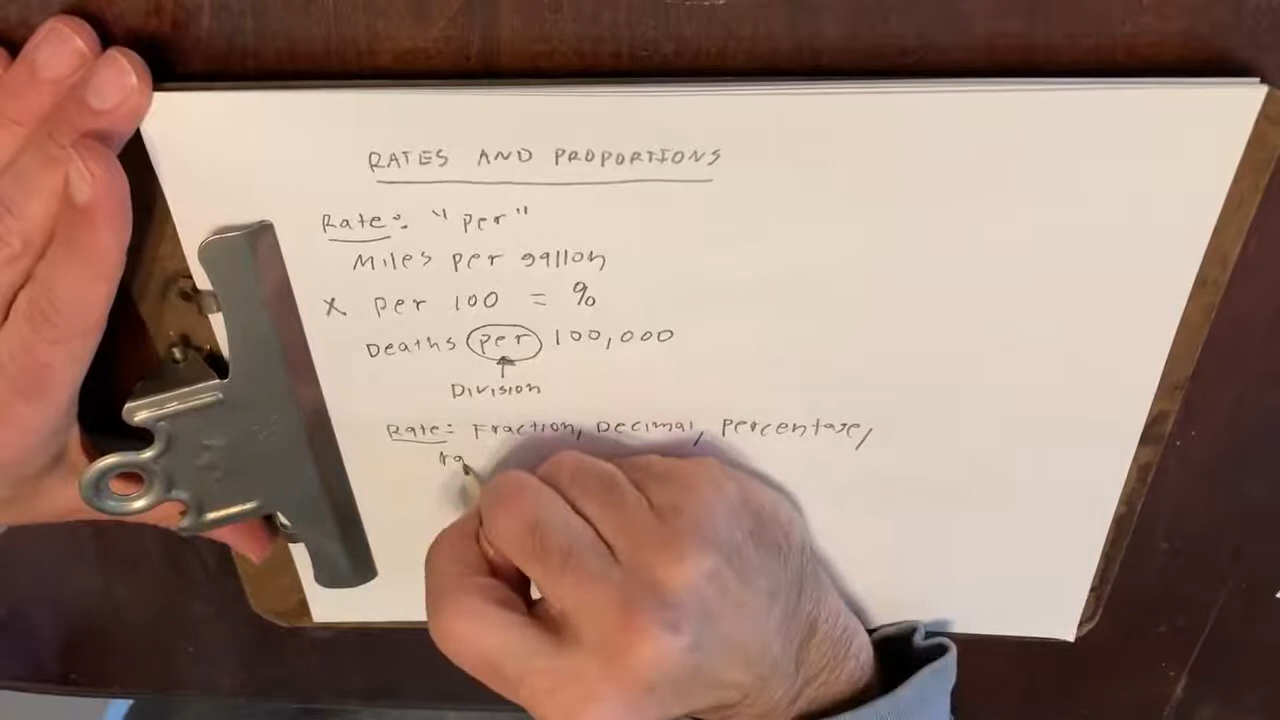 RATES AND PROPORTIONS
Rate: "per"
Miles per gallon
X per 100 = %
Deaths per 100,000
Division
Rate: Fraction, Decimal, Percentage,
ra